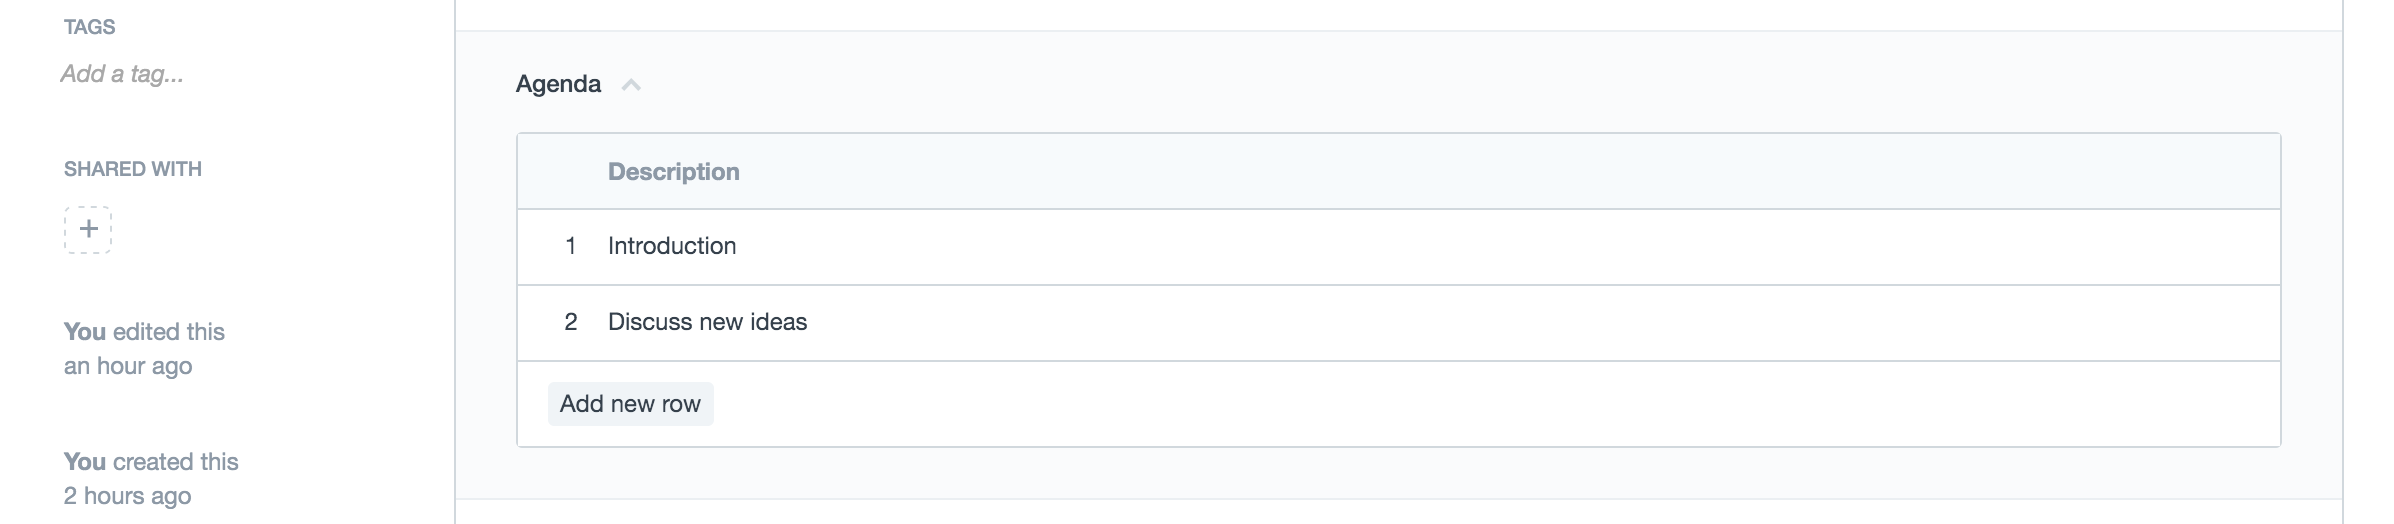 TAGS
Add a tag...
SHARED WITH
+
You edited this
an hour ago
You created this
2 hours ago
Agenda
Description
1 Introduction
2 Discuss new ideas
Add new row